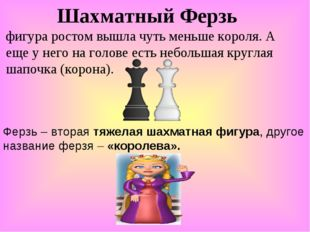 Шахматный Ферзь
фигура ростом вышла чуть меньше короля. А
еще у него на голове есть небольшая круглая
шапочка (корона).
Ферзь – вторая тяжелая шахматная фигура, другое
название ферзя – «королева».